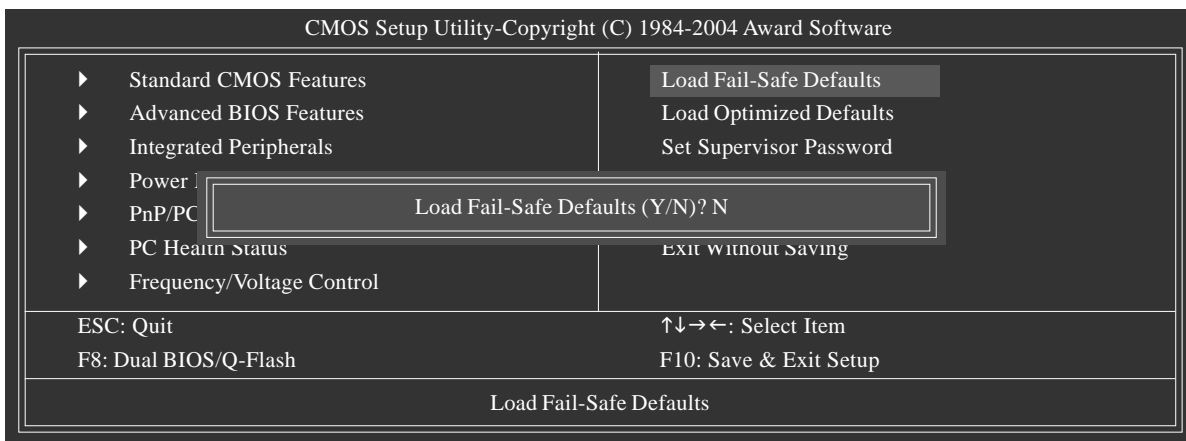 CMOS Setup Utility-Copyright (C) 1984-2004 Award Software
Standard CMOS Features
Advanced BIOS Features
Integrated Peripherals
Power
PnP/PC
PC Health Status
Frequency/Voltage Control
Load Fail-Safe Defaults
Load Optimized Defaults
Set Supervisor Password
Exit Without Saving
Load Fail-Safe Defaults (Y/N)? N
ESC: Quit
↑↓→←: Select Item
F8: Dual BIOS/Q-Flash
F10: Save & Exit Setup
Load Fail-Safe Defaults